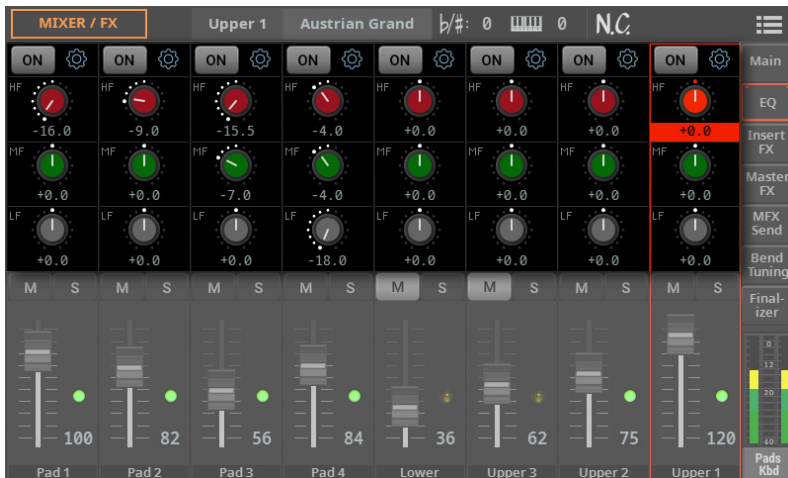 MIXER / FX Upper 1 Austrian Grand ♭/♯: 0 0 N.C.
ON ON ON ON ON ON ON ON Main
HF HF HF HF HF HF HF HF EQ
-16.0 -9.0 -15.5 -4.0 +0.0 +0.0 +0.0 +0.0
Insert
FX
MF MF MF MF MF MF MF MF
+0.0 +0.0 -7.0 -4.0 +0.0 +0.0 +0.0 +0.0
Master
FX
LF LF LF LF LF LF LF LF
MFX
Send
+0.0 +0.0 +0.0 -18.0 +0.0 +0.0 +0.0 +0.0
Bend
Tuning
M S M S M S M S M S M S M S M S
Final-
izer
0
12
20
40
100 82 56 84 36 62 75 120
Pad 1 Pad 2 Pad 3 Pad 4 Lower Upper 3 Upper 2 Upper 1
Pads
Kbd